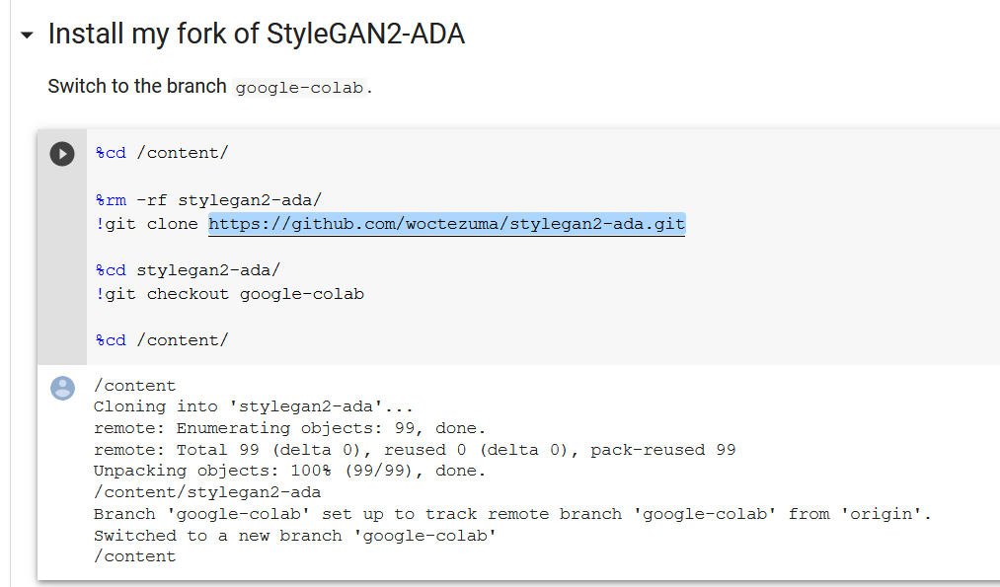 Install my fork of StyleGAN2-ADA
Switch to the branch google-colab.
%cd /content/
%rm -rf stylegan2-ada/
!git clone https://github.com/woctezuma/stylegan2-ada.git
%cd stylegan2-ada/
!git checkout google-colab
%cd /content/
/content
Cloning into 'stylegan2-ada'...
remote: Enumerating objects: 99, done.
remote: Total 99 (delta 0), reused 0 (delta 0), pack-reused 99
Unpacking objects: 100% (99/99), done.
/content/stylegan2-ada
Branch 'google-colab' set up to track remote branch 'google-colab' from 'origin'.
Switched to a new branch 'google-colab'
/content